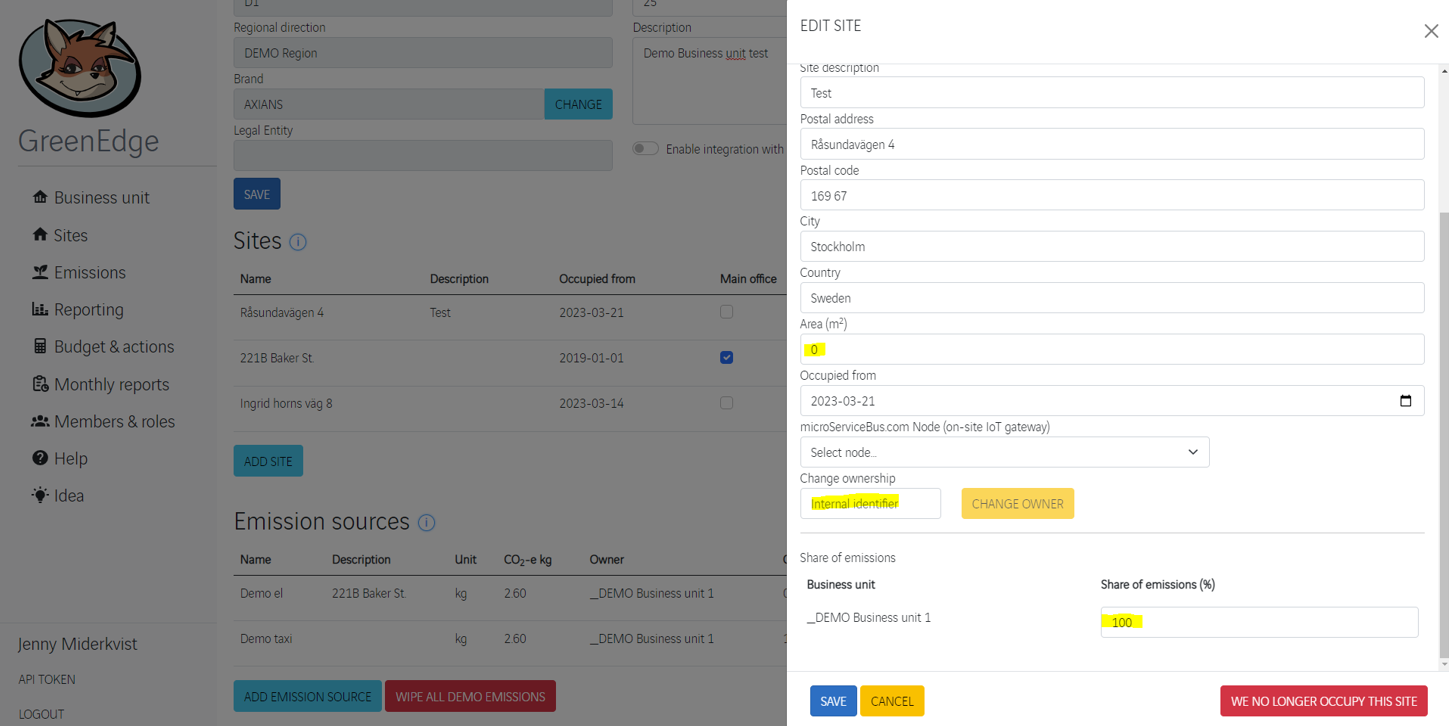 GreenEdge
Business unit
Sites
Emissions
Reporting
Budget & actions
Monthly reports
Members & roles
Help
Idea
Jenny Miderkvist
API TOKEN
LOGOUT
D1
Regional direction
DEMO Region
Brand
AXIANS
CHANGE
Legal Entity
SAVE
25
Description
Demo Business unit test
Enable integration with
Sites
Name Description Occupied from Main office
Råsundavägen 4 Test 2023-03-21
221B Baker St. 2019-01-01
Ingrid horns väg 8 2023-03-14
ADD SITE
Emission sources
Name Description Unit CO₂-e kg Owner
Demo el 221B Baker St. kg 2.60 _DEMO Business unit 1
Demo taxi kg 2.60 _DEMO Business unit 1
ADD EMISSION SOURCE WIPE ALL DEMO EMISSIONS
EDIT SITE
Site description
Test
Postal address
Råsundavägen 4
Postal code
169 67
City
Stockholm
Country
Sweden
Area (m²)
0
Occupied from
2023-03-21
microServiceBus.com Node (on-site IoT gateway)
Select node...
Change ownership
Internal identifier CHANGE OWNER
Share of emissions
Business unit Share of emissions (%)
_DEMO Business unit 1 100
SAVE CANCEL WE NO LONGER OCCUPY THIS SITE